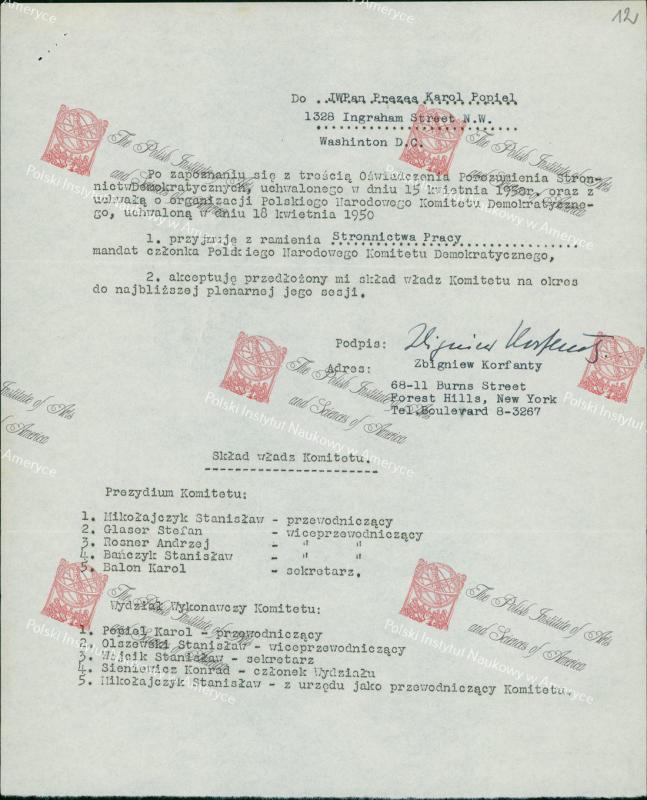 12
Do JWPan Prezes Karol Popiel
1328 Ingraham Street N.W.
Washinton D.C.
Po zapoznaniu się z treścią Oświadczenia Porozumienia Stron-
nictwDemokratycznych, uchwalonego w dniu 15 kwietnia 1950r. oraz z
uchwałą o organizacji Polskiego Narodowego Komitetu Demokratyczne-
go, uchwaloną w dniu 18 kwietnia 1950
1. przyjmuję z ramienia Stronnictwa Pracy
mandat członka Polskiego Narodowego Komitetu Demokratycznego,
2. akceptuję przedłożony mi skład władz Komitetu na okres
do najbliższej plenarnej jego sesji.
Podpis: Zbigniew Korfanty
Adres: Zbigniew Korfanty
68-11 Burns Street
Forest Hills, New York
Tel.Boulevard 8-3267
Skład władz Komitetu.
Prezydium Komitetu:
1. Mikołajczyk Stanisław - przewodniczący
2. Glaser Stefan - wiceprzewodniczący
3. Rosner Andrzej - " "
4. Bańczyk Stanisław - " "
5. Balon Karol - sekretarz.
Wydział Wykonawczy Komitetu:
1. Popiel Karol - przewodniczący
2. Olszewski Stanisław - wiceprzewodniczący
3. Wójcik Stanisław - sekretarz
4. Sieniewicz Konrad - członek Wydziału
5. Mikołajczyk Stanisław - z urzędu jako przewodniczący Komitetu.
The Polish Institute of Arts
and Sciences of America
Polski Instytut Naukowy w Ameryce